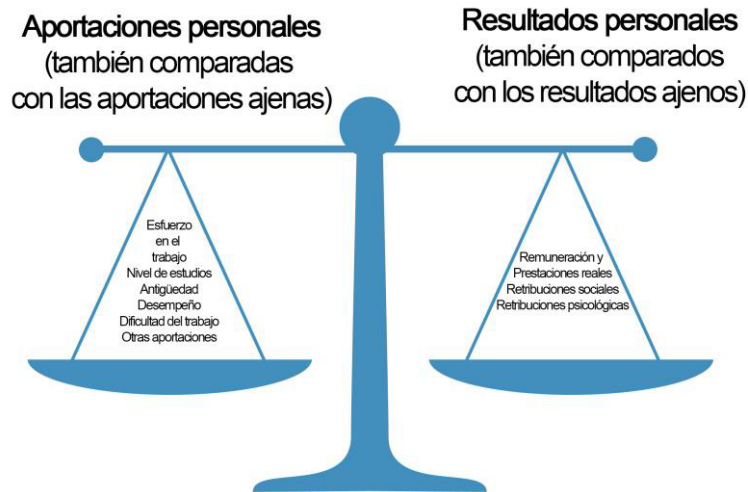 Aportaciones personales
(también comparadas
con las aportaciones ajenas)
Resultados personales
(también comparados
con los resultados ajenos)
Esfuerzo
en el
trabajo
Nivel de estudios
Antigüedad
Desempeño
Dificultad del trabajo
Otras aportaciones
Remuneración y
Prestaciones reales
Retribuciones sociales
Retribuciones psicológicas